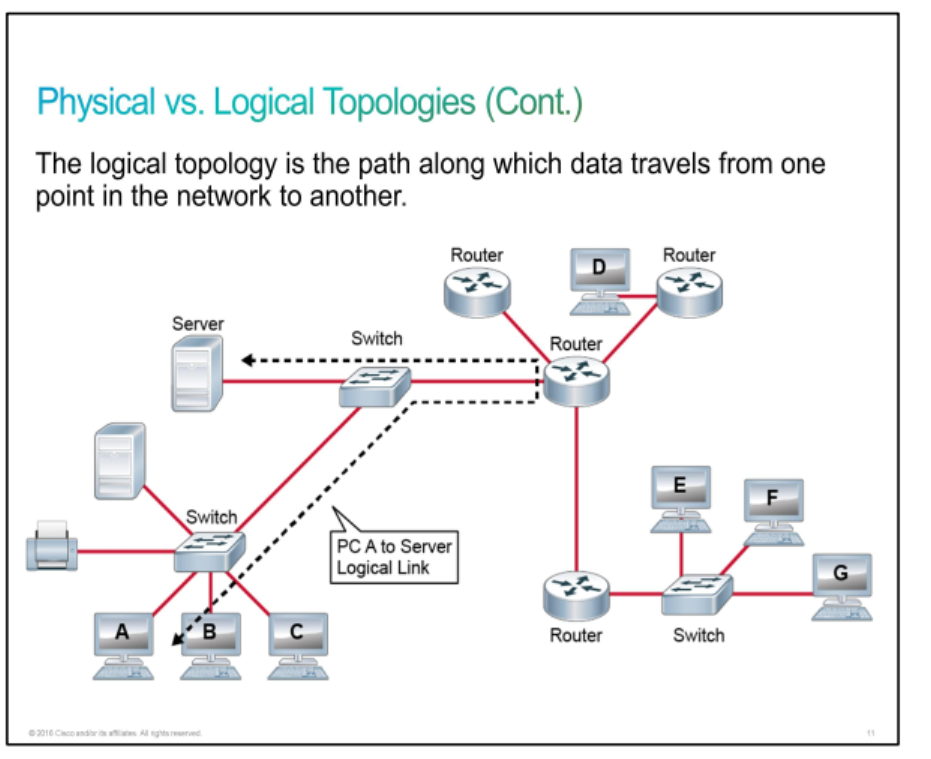 Physical vs. Logical Topologies (Cont.)
The logical topology is the path along which data travels from one
point in the network to another.
Router
D
Router
Server
Switch
Router
E
F
Switch
PC A to Server
Logical Link
G
A
B
C
Router
Switch
© 2016 Cisco and/or its affiliates. All rights reserved.
11